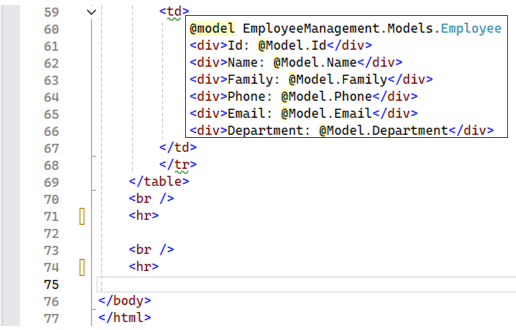 59 <td>
60 @model EmployeeManagement.Models.Employee
61 <div>Id: @Model.Id</div>
62 <div>Name: @Model.Name</div>
63 <div>Family: @Model.Family</div>
64 <div>Phone: @Model.Phone</div>
65 <div>Email: @Model.Email</div>
66 <div>Department: @Model.Department</div>
67 </td>
68 </tr>
69 </table>
70 <br />
71 <hr>
72
73 <br />
74 <hr>
75
76 </body>
77 </html>